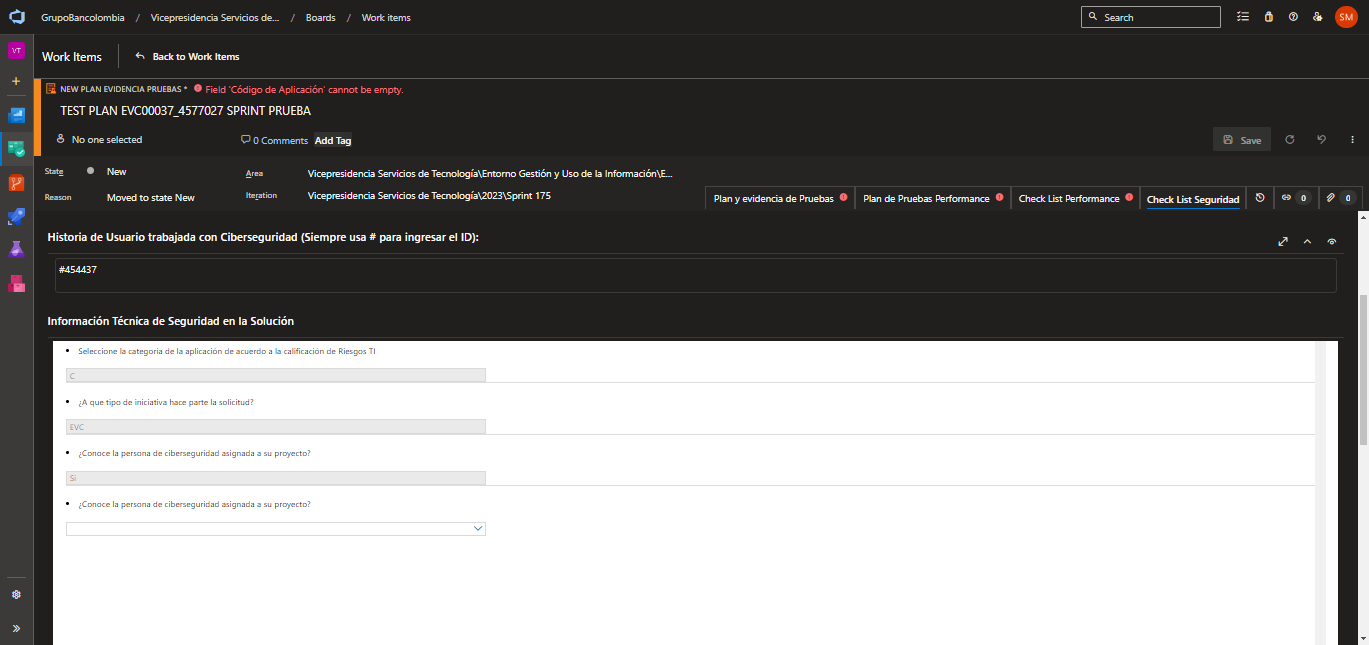 GrupoBancolombia / Vicepresidencia Servicios de... / Boards / Work items
Search
SM
VT
Work Items
Back to Work Items
NEW PLAN EVIDENCIA PRUEBAS * Field 'Código de Aplicación' cannot be empty.
TEST PLAN EVC00037_4577027 SPRINT PRUEBA
No one selected
0 Comments
Add Tag
Save
State
New
Area
Vicepresidencia Servicios de Tecnología\Entorno Gestión y Uso de la Información\E...
Reason
Moved to state New
Iteration
Vicepresidencia Servicios de Tecnología\2023\Sprint 175
Plan y evidencia de Pruebas
Plan de Pruebas Performance
Check List Performance
Check List Seguridad
0
0
Historia de Usuario trabajada con Ciberseguridad (Siempre usa # para ingresar el ID):
#454437
Información Técnica de Seguridad en la Solución
• Seleccione la categoria de la aplicación de acuerdo a la calificación de Riesgos TI
C
• ¿A que tipo de iniciativa hace parte la solicitud?
EVC
• ¿Conoce la persona de ciberseguridad asignada a su proyecto?
Si
• ¿Conoce la persona de ciberseguridad asignada a su proyecto?